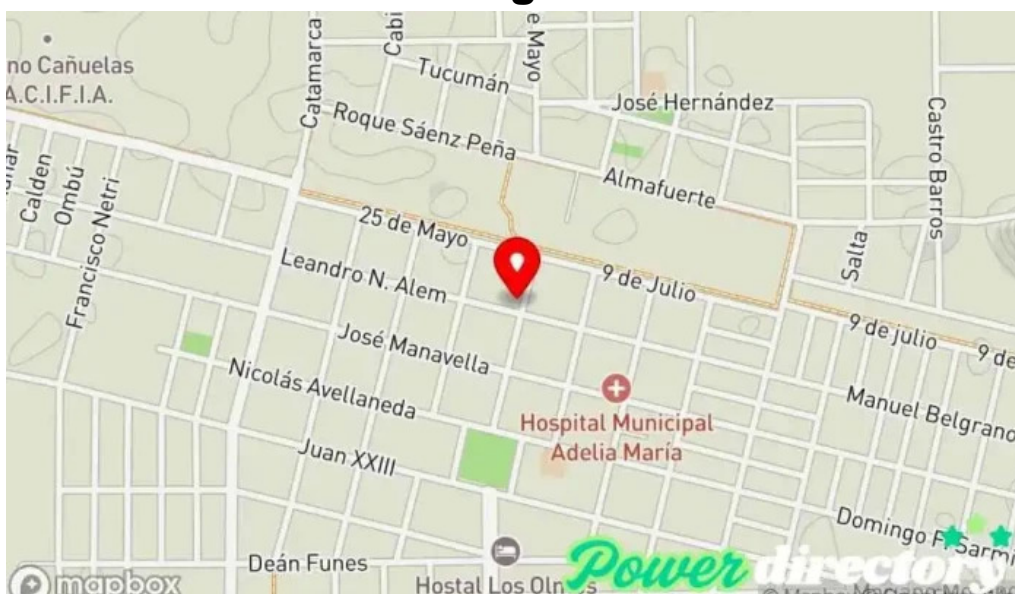 no Cañuelas
A.C.I.F.I.A.
Catamarca
Tucumán
e Mayo
José Hernández
Roque Sáenz Peña
Almafuerte
Castro Barros
Calden
Ombú
Francisco Netri
25 de Mayo
Leandro N. Alem
9 de Julio
Salta
9 de julio
9 de
José Manavella
Nicolás Avellaneda
Hospital Municipal
Adelia María
Manuel Belgrano
Juan XXIII
Domingo F. Sarmi
Deán Funes
Hostal Los Olmos
Power directory
mapbox